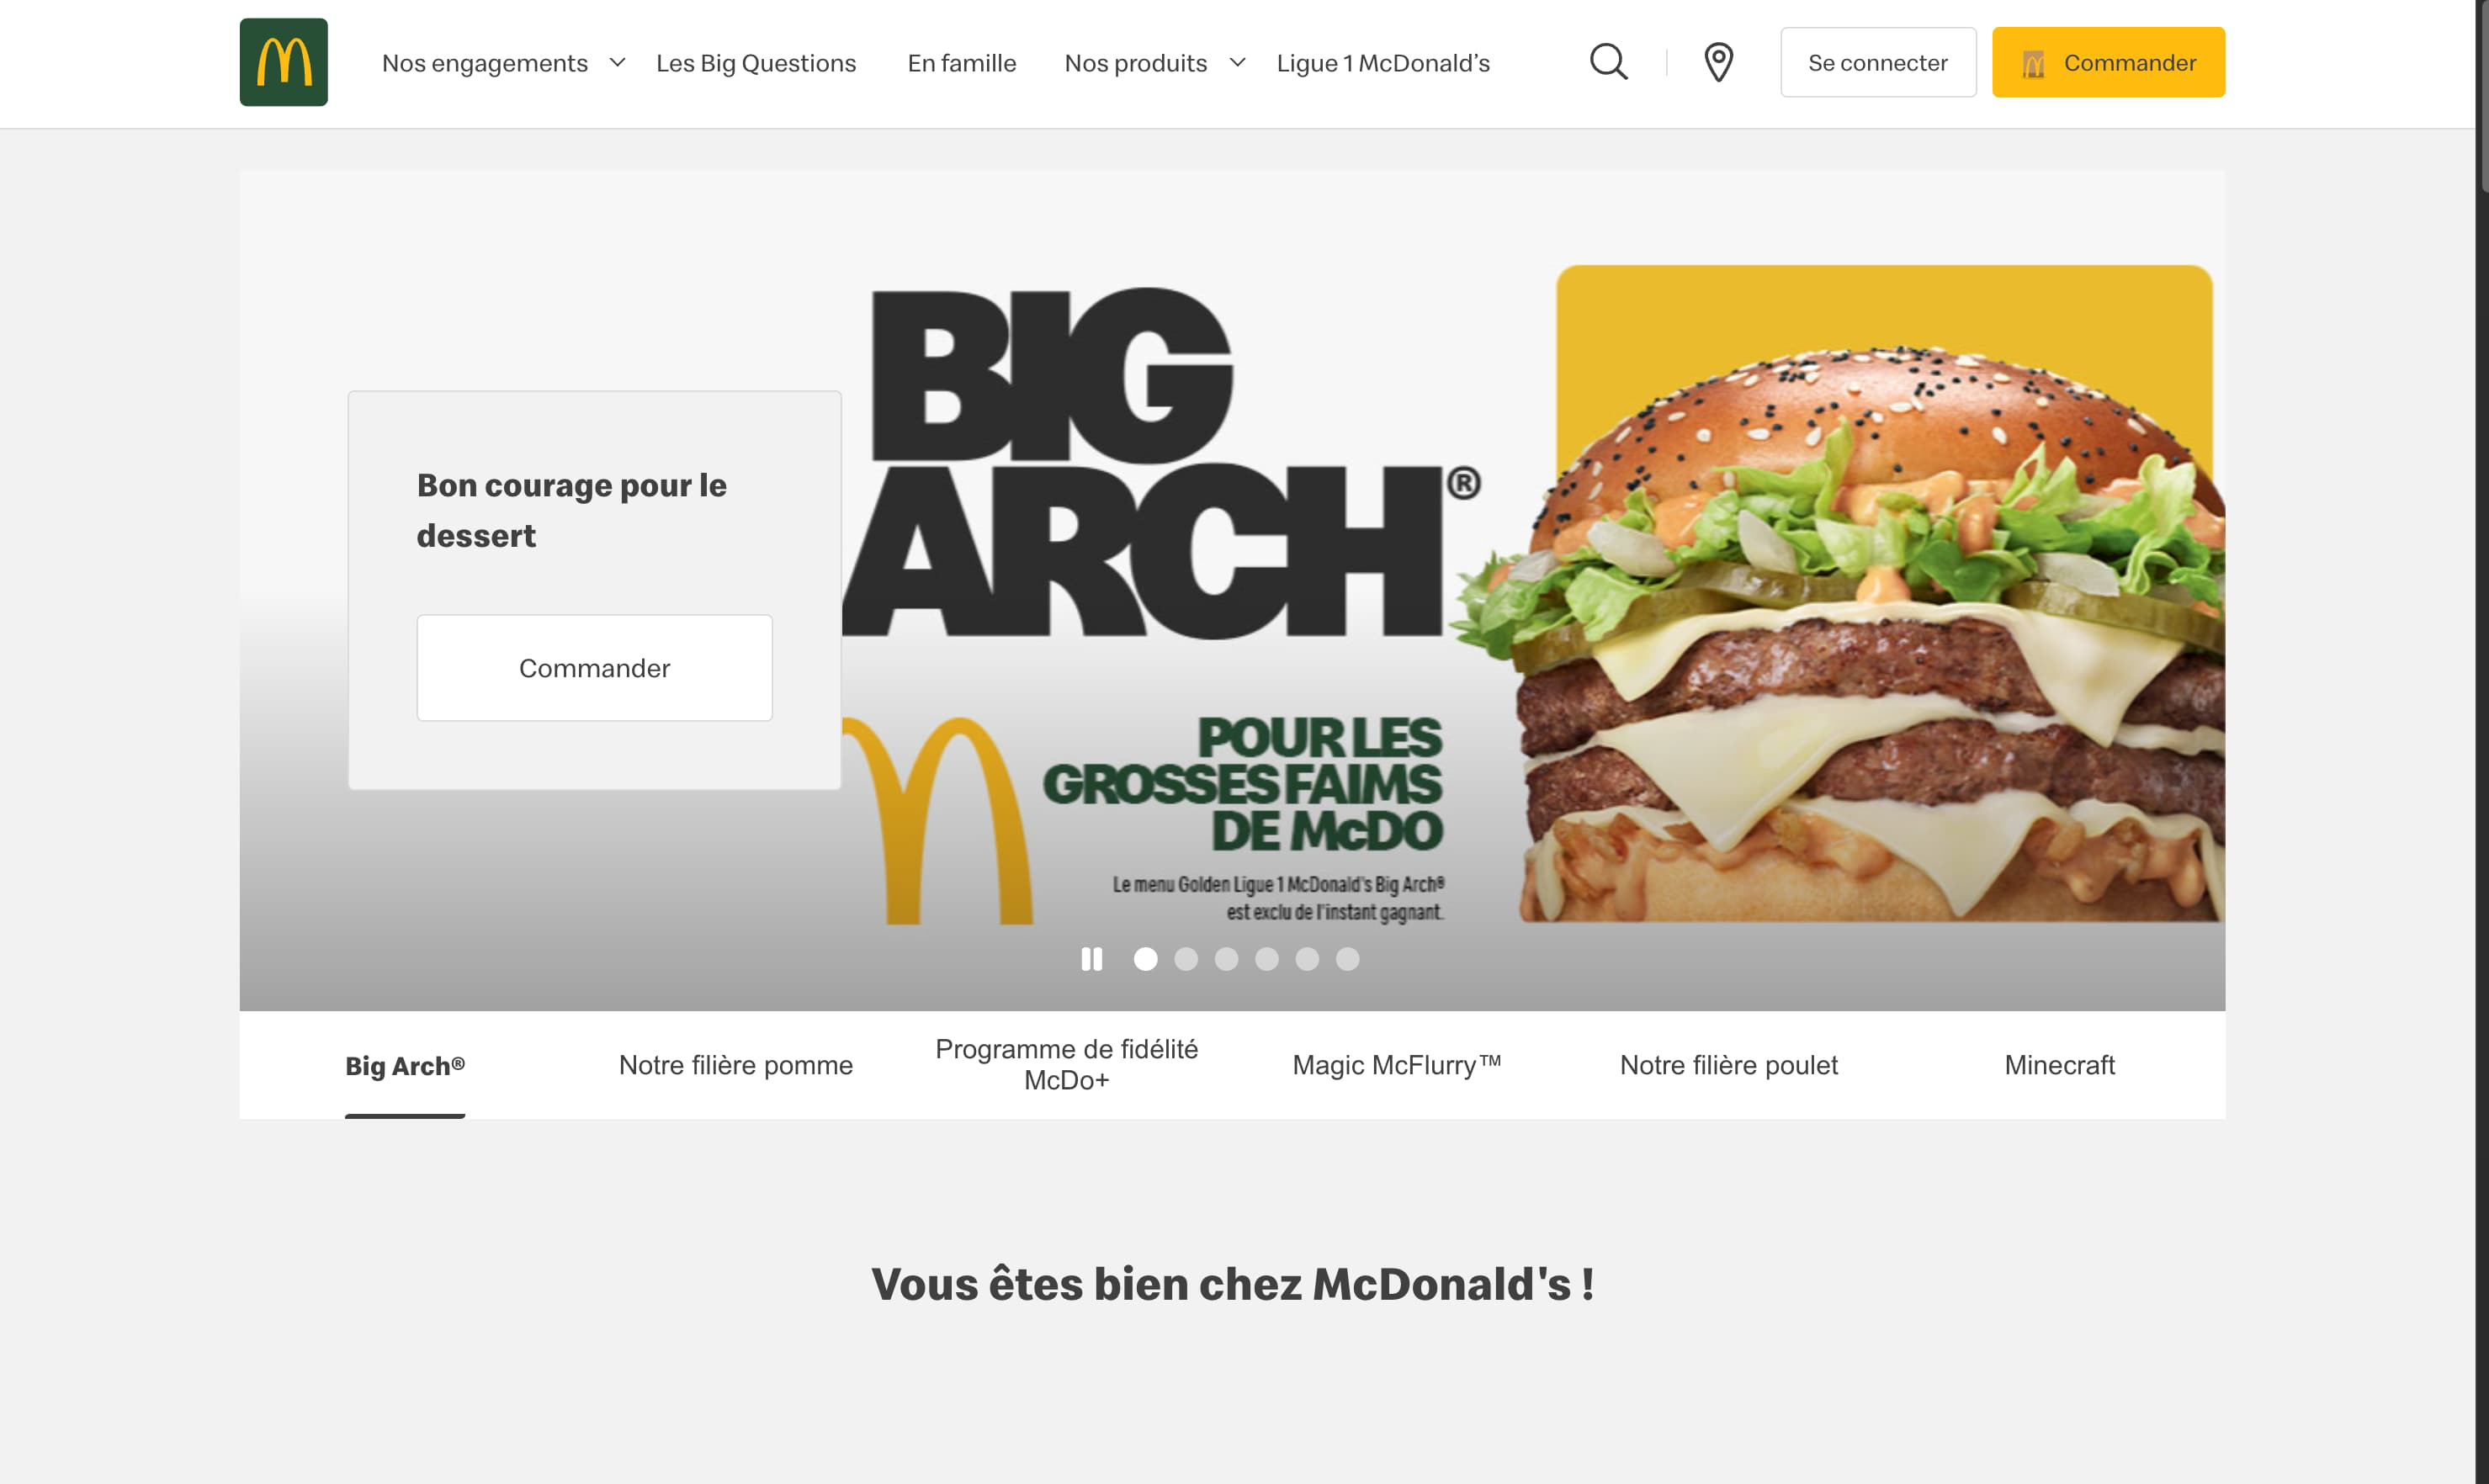 Nos engagements
Les Big Questions
En famille
Nos produits
Ligue 1 McDonald’s
Se connecter
Commander
Bon courage pour le
dessert
Commander
BIG
ARCH®
POUR LES
GROSSES FAIMS
DE McDO
Le menu Golden Ligue 1 McDonald's Big Arch®
est exclu de l'instant gagnant.
Big Arch®
Notre filière pomme
Programme de fidélité
McDo+
Magic McFlurry™
Notre filière poulet
Minecraft
Vous êtes bien chez McDonald's !